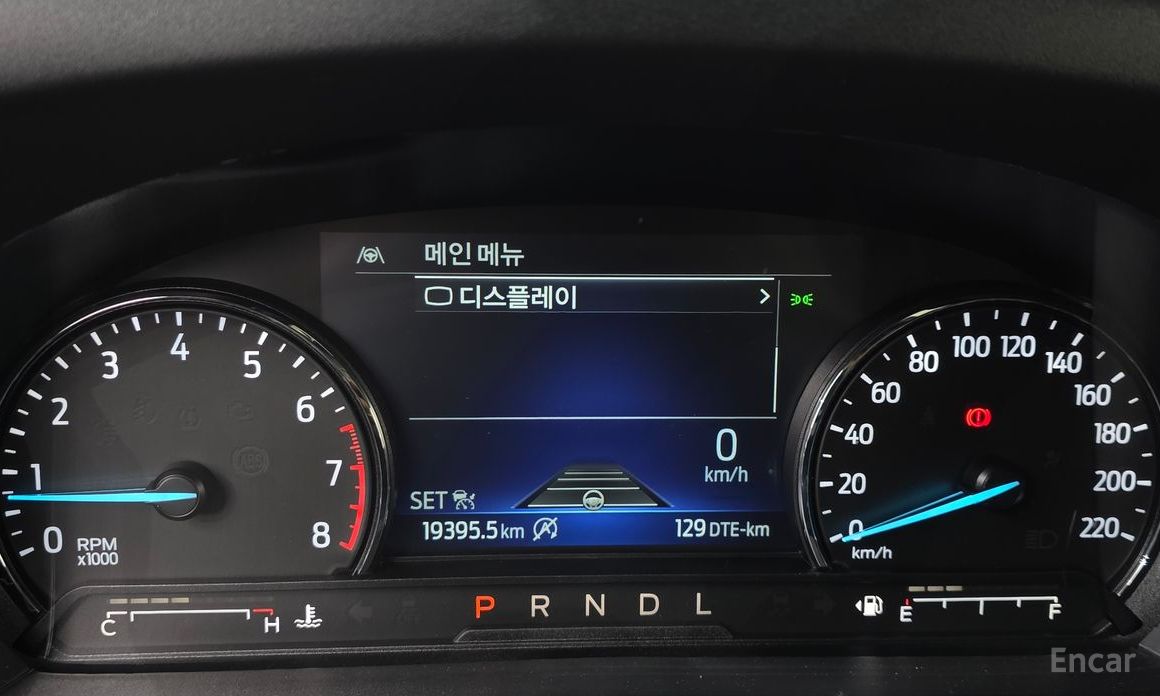 메인 메뉴
디스플레이
0
km/h
SET
19395.5 km
129 DTE-km
0
1
2
3
4
5
6
7
8
RPM
x1000
0
20
40
60
80
100
120
140
160
180
200
220
km/h
C
H
P R N D L
E
F
ABS
Encar